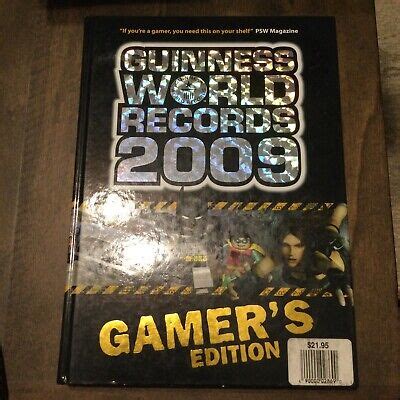 "If you're a gamer, you need this on your shelf" PSW Magazine
GUINNESS
WORLD
RECORDS
2009
GAMER'S
EDITION
$21.95